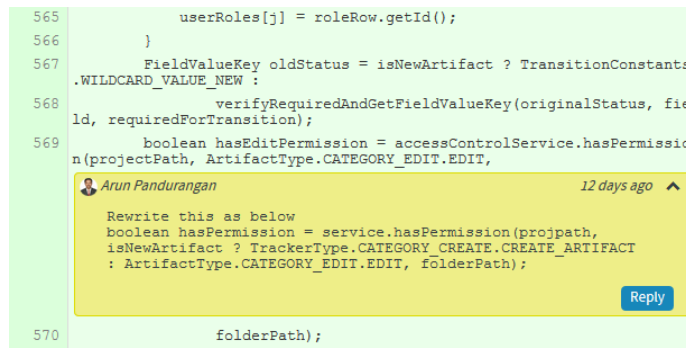 565 userRoles[j] = roleRow.getId();
566 }
567 FieldValueKey oldStatus = isNewArtifact ? TransitionConstants
.WILDCARD_VALUE_NEW :
568 verifyRequiredAndGetFieldValueKey(originalStatus, fie
ld, requiredForTransition);
569 boolean hasEditPermission = accessControlService.hasPermissio
n(projectPath, ArtifactType.CATEGORY_EDIT.EDIT,
Arun Pandurangan 12 days ago
Rewrite this as below
boolean hasPermission = service.hasPermission(projpath,
isNewArtifact ? TrackerType.CATEGORY_CREATE.CREATE_ARTIFACT
: ArtifactType.CATEGORY_EDIT.EDIT, folderPath);
Reply
570 folderPath);